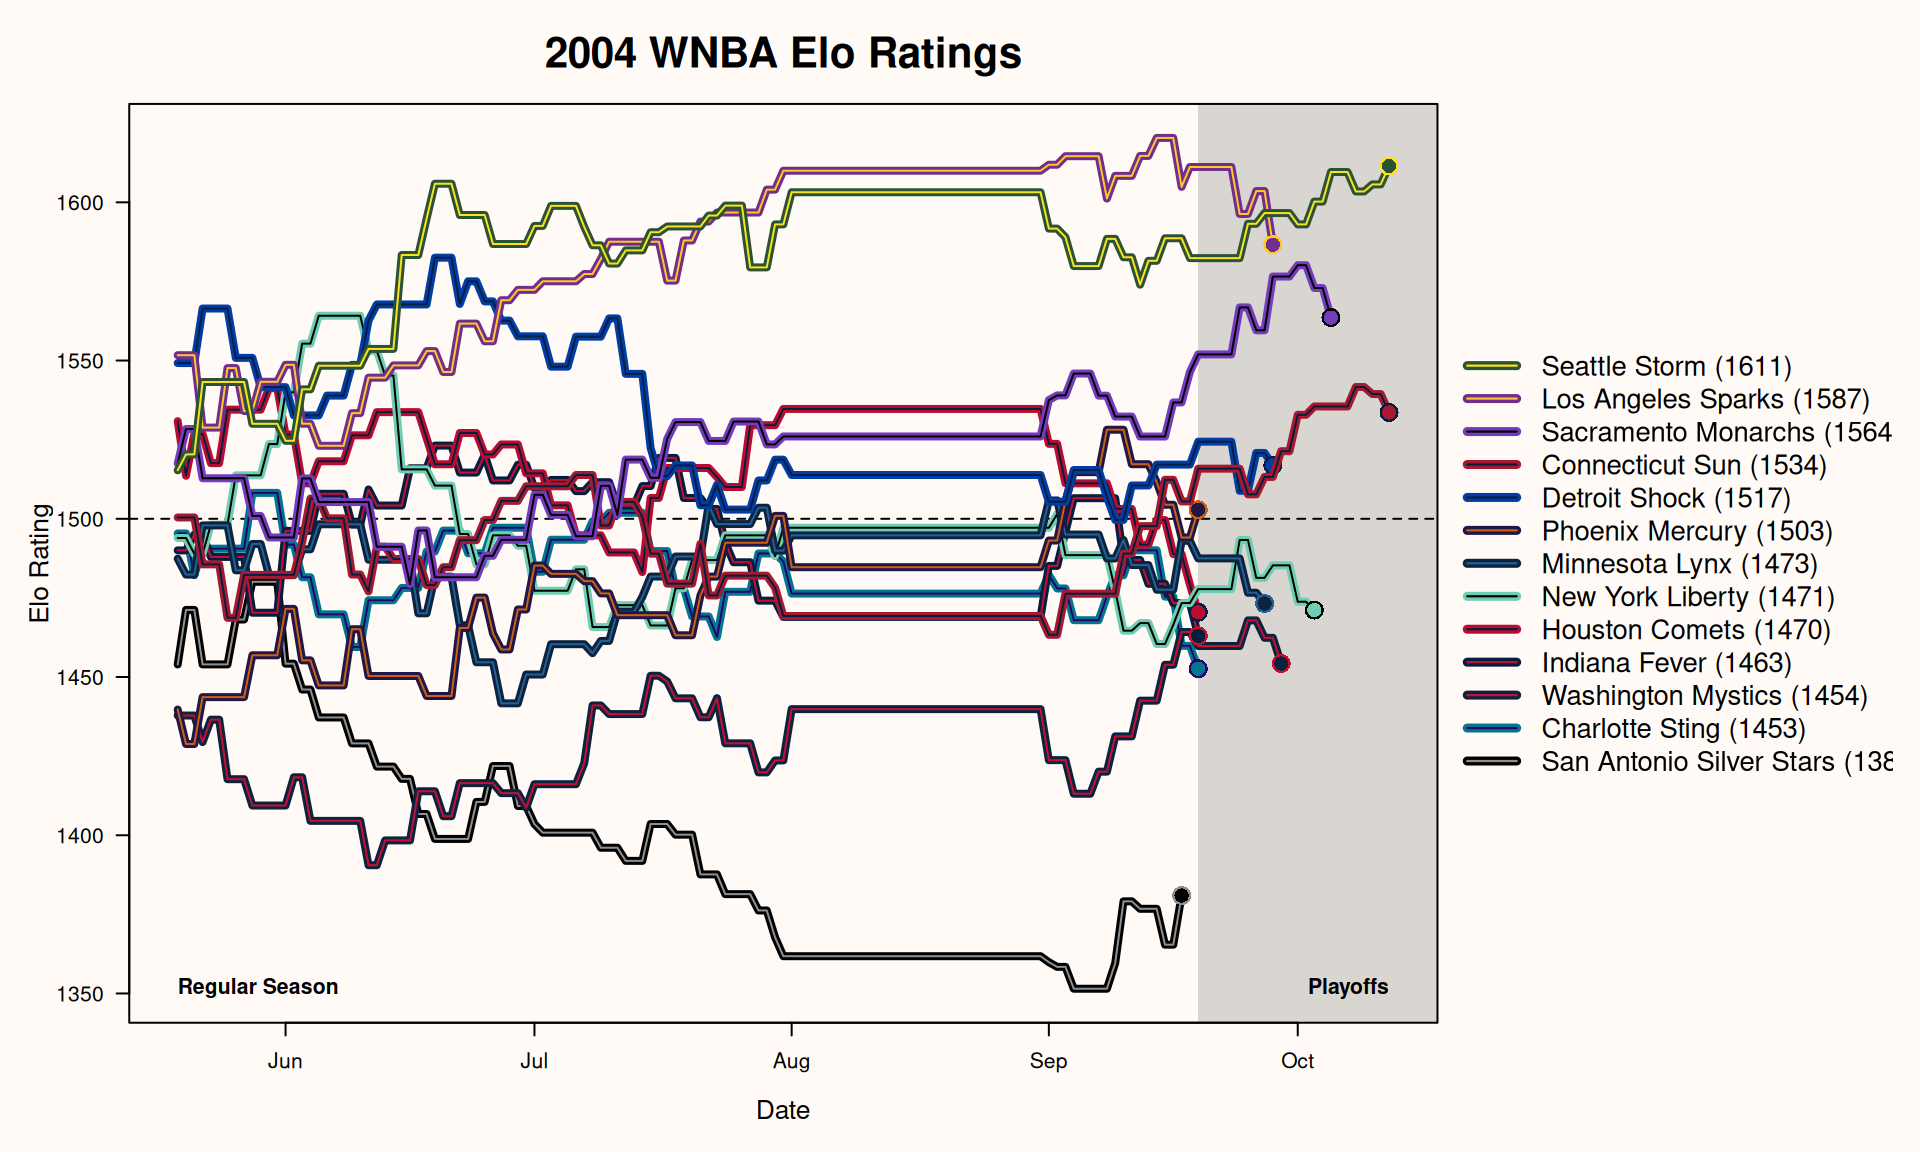 2004 WNBA Elo Ratings
Elo Rating
1600
1550
1500
1450
1400
1350
Regular Season
Playoffs
Jun
Jul
Aug
Sep
Oct
Date
Seattle Storm (1611)
Los Angeles Sparks (1587)
Sacramento Monarchs (1564
Connecticut Sun (1534)
Detroit Shock (1517)
Phoenix Mercury (1503)
Minnesota Lynx (1473)
New York Liberty (1471)
Houston Comets (1470)
Indiana Fever (1463)
Washington Mystics (1454)
Charlotte Sting (1453)
San Antonio Silver Stars (138